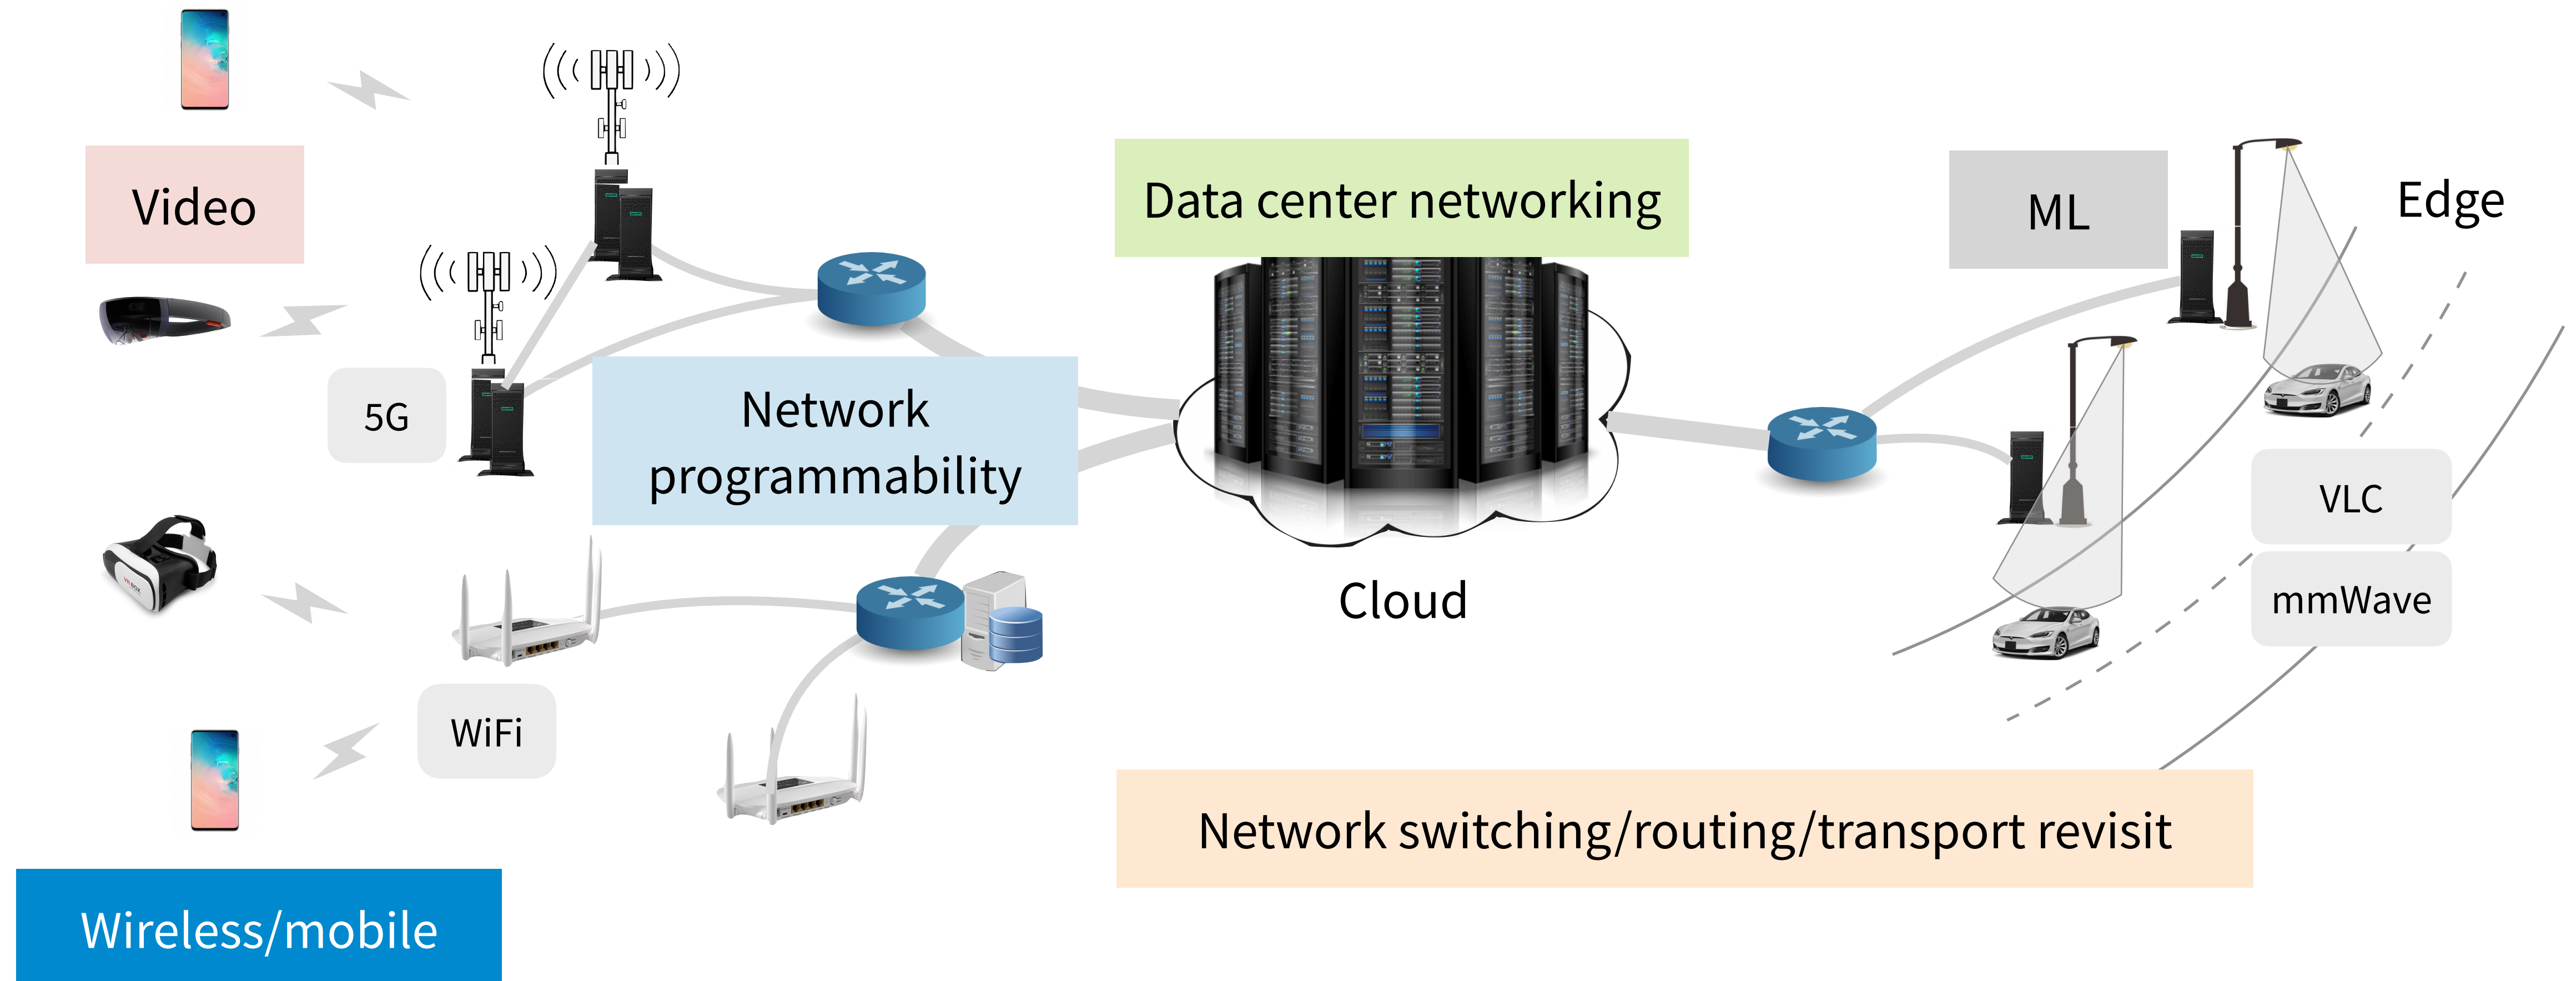 Video
Data center networking
ML
Edge
5G
Network
programmability
VLC
mmWave
Cloud
WiFi
Network switching/routing/transport revisit
Wireless/mobile